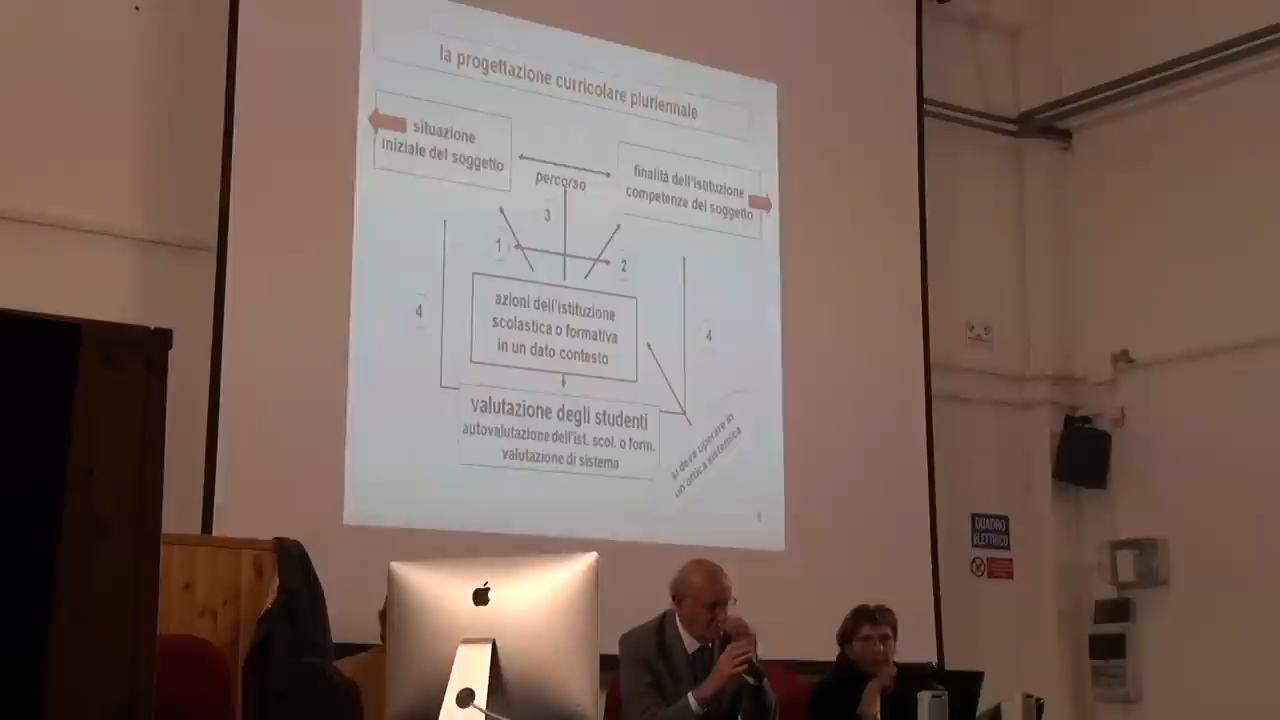 la progettazione curricolare pluriennale
situazione
iniziale del soggetto
percorso
finalità dell'istituzione
competenze del soggetto
3
1
2
azioni dell'istituzione
scolastica o formativa
in un dato contesto
4
4
valutazione degli studenti
autovalutazione dell'ist. scol. o form.
valutazione di sistema
si deve operare in
un'ottica sistemica
QUADRO
ELETTRICO